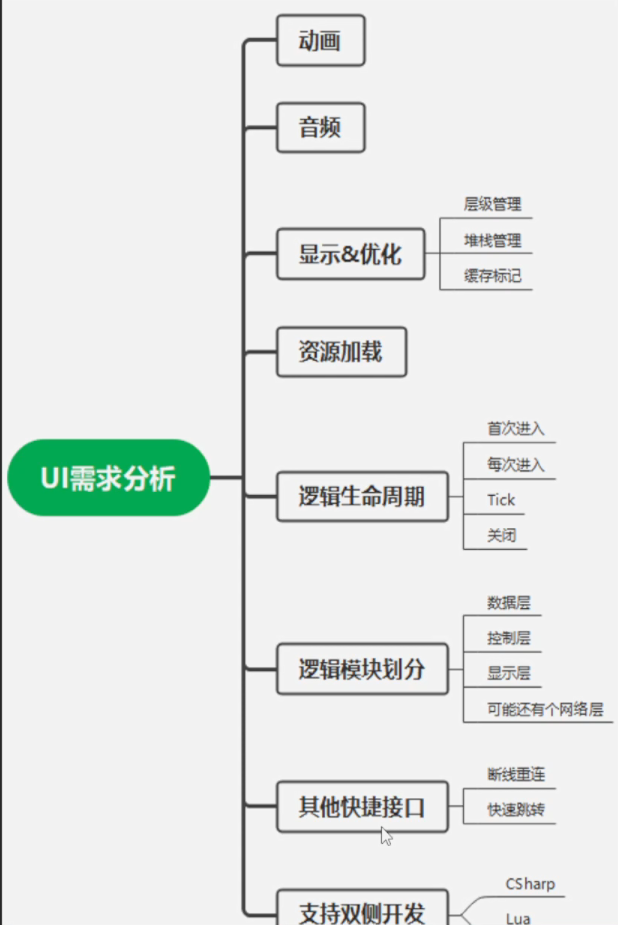 UI需求分析
动画
音频
显示&优化
层级管理
堆栈管理
缓存标记
资源加载
逻辑生命周期
首次进入
每次进入
Tick
关闭
逻辑模块划分
数据层
控制层
显示层
可能还有个网络层
其他快捷接口
断线重连
快速跳转
支持双侧开发
CSharp
Lua